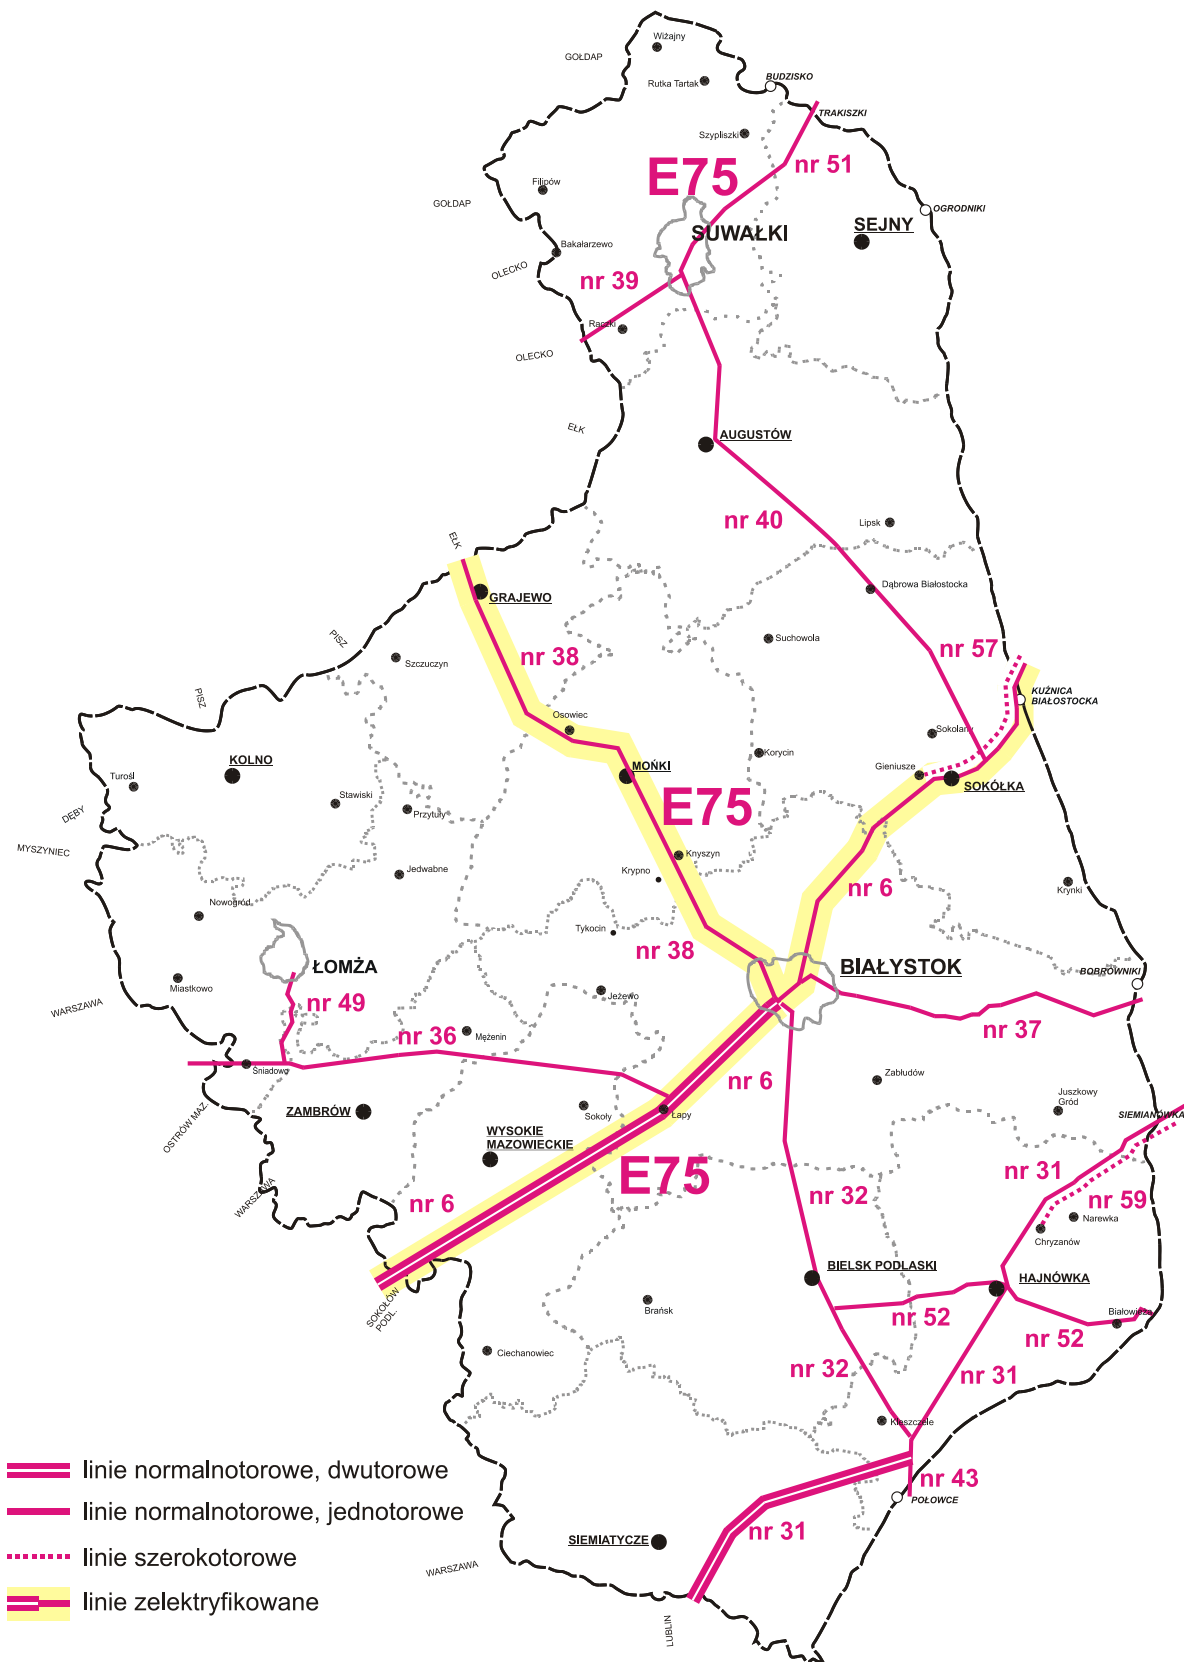 Wiżajny
GOŁDAP
Rutka Tartak
BUDZISKO
TRAKISZKI
Szypliszki
nr 51
E75
Filipów
GOŁDAP
OGRODNIKI
SEJNY
SUWAŁKI
Bakałarzewo
OLECKO
nr 39
Raczki
OLECKO
EŁK
AUGUSTÓW
nr 40
Lipsk
EŁK
Dąbrowa Białostocka
GRAJEWO
PISZ
Suchowola
nr 57
Szczuczyn
nr 38
PISZ
KUŹNICA
BIAŁOSTOCKA
Osowiec
Sokolany
KOLNO
MOŃKI
Korycin
Gieniusze
SOKÓŁKA
Turośl
Stawiski
Przytuły
E75
DĘBY
MYSZYNIEC
Knyszyn
Jedwabne
Krypno
nr 6
Krynki
Nowogród
Tykocin
nr 38
ŁOMŻA
BIAŁYSTOK
BOBROWNIKI
Miastkowo
nr 49
Jeżewo
WARSZAWA
nr 36
Mężenin
nr 37
Śniadowo
nr 6
Zabłudów
Juszkowy
Gród
OSTRÓW MAZ.
ZAMBRÓW
Sokoły
Łapy
SIEMIANÓWKA
WYSOKIE
MAZOWIECKIE
E75
nr 31
WARSZAWA
nr 6
nr 32
nr 59
Narewka
Chryzanów
BIELSK PODLASKI
HAJNÓWKA
SOKOŁÓW
PODL.
Brańsk
nr 52
Białowieża
nr 52
Ciechanowiec
nr 32
nr 31
Kleszczele
linie normalnotorowe, dwutorowe
nr 43
linie normalnotorowe, jednotorowe
POŁOWCE
nr 31
SIEMIATYCZE
linie szerokotorowe
WARSZAWA
linie zelektryfikowane
LUBLIN